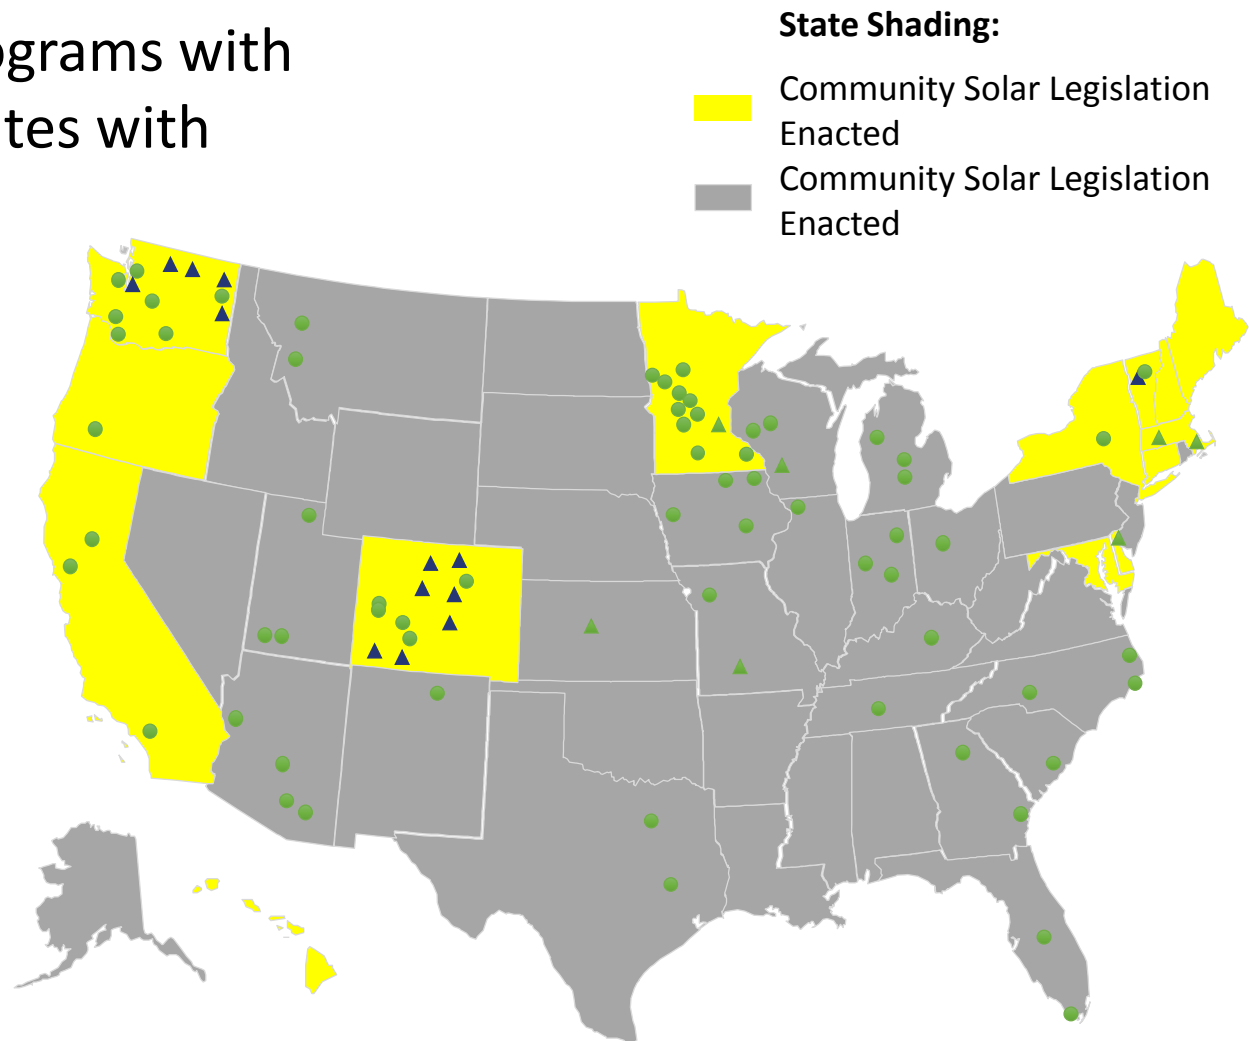 ograms with
tes with
State Shading:
Community Solar Legislation
Enacted
Community Solar Legislation
Enacted